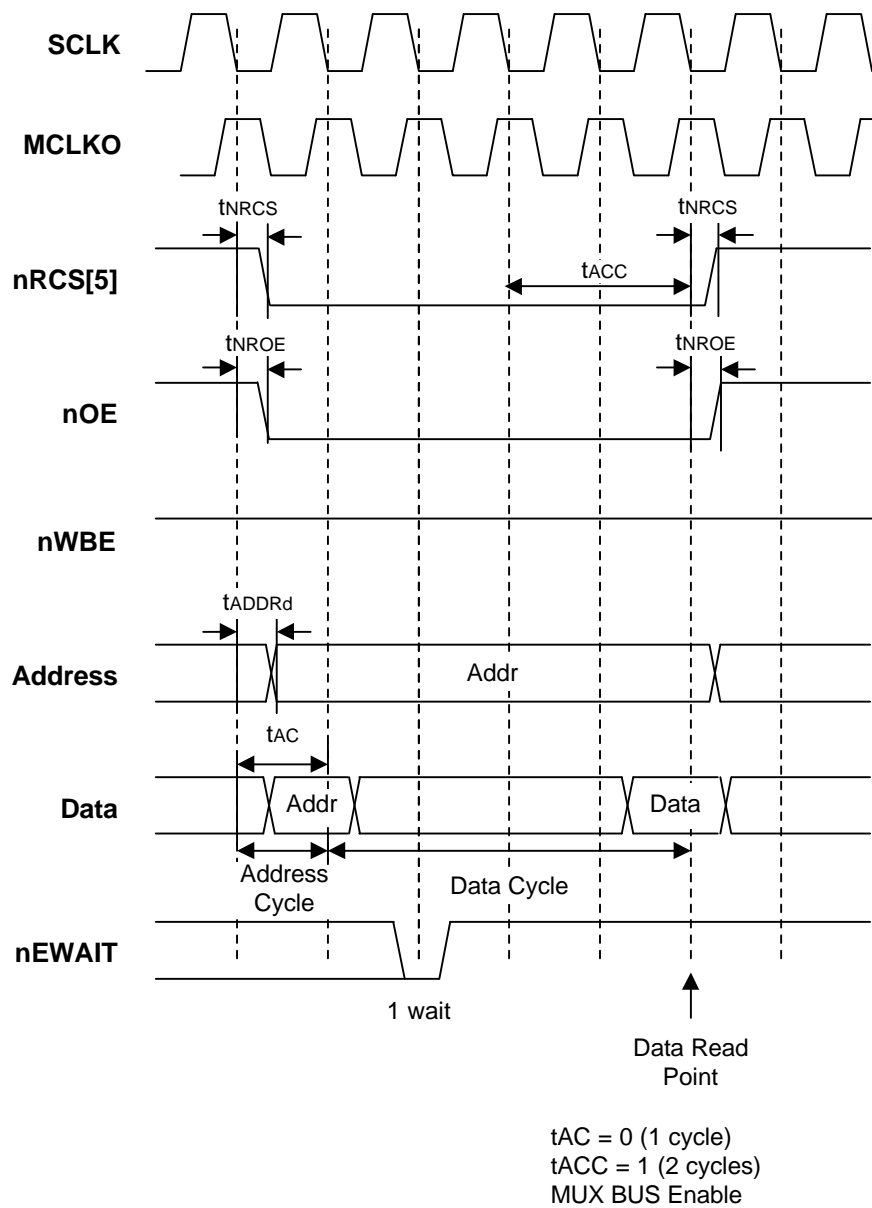 SCLK
MCLKO
tNRCS
tNRCS
nRCS[5]
tACC
tNROE
tNROE
nOE
nWBE
tADDRd
Address
Addr
tAC
Data
Addr
Data
Address
Cycle
Data Cycle
nEWAIT
1 wait
Data Read
Point
tAC = 0 (1 cycle)
tACC = 1 (2 cycles)
MUX BUS Enable